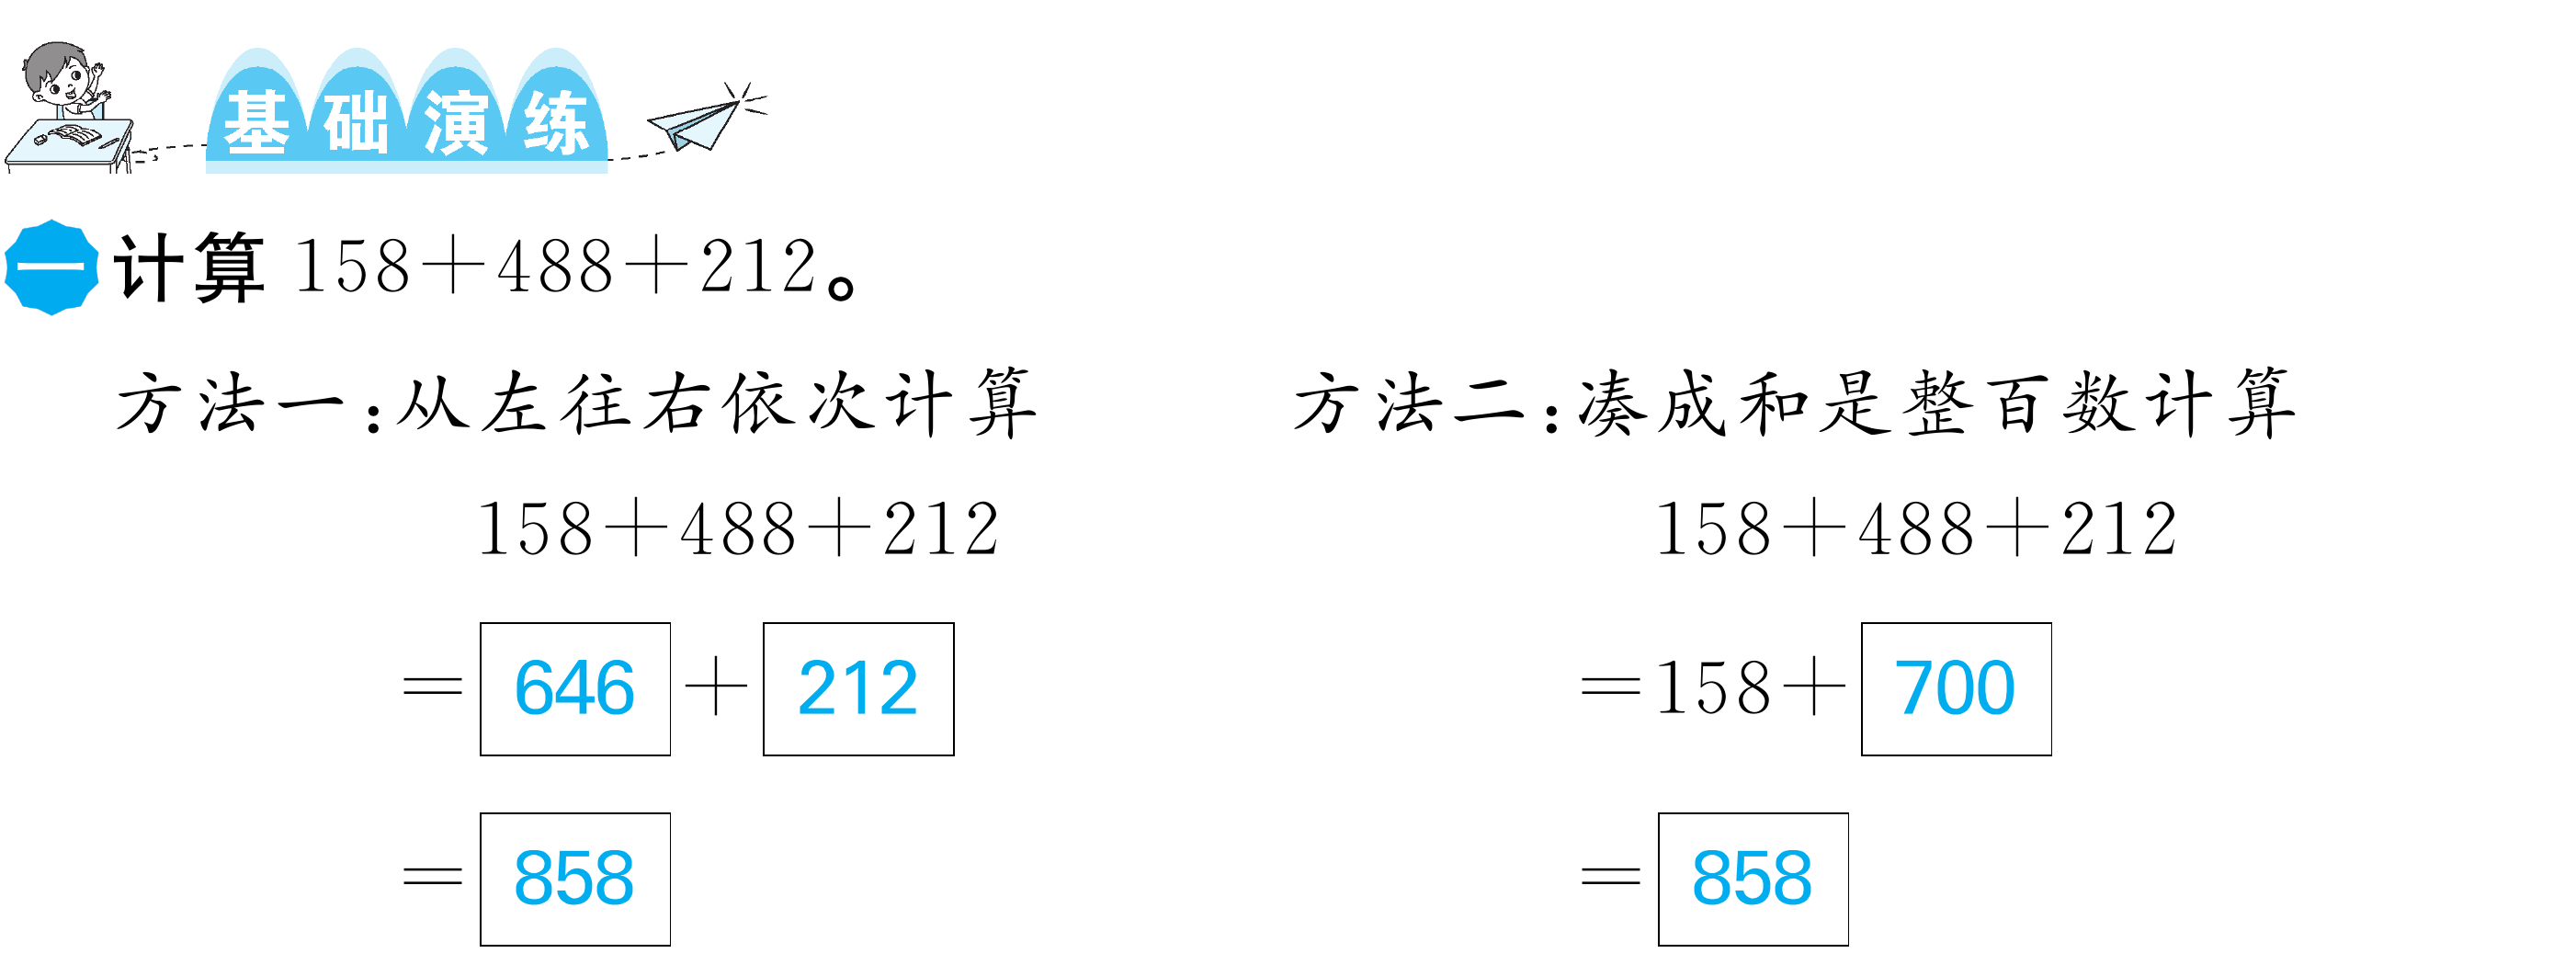 基础演练
一 计算 158+488+212。
方法一:从左往右依次计算
158+488+212
=646+212
=858
方法二:凑成和是整百数计算
158+488+212
=158+700
=858